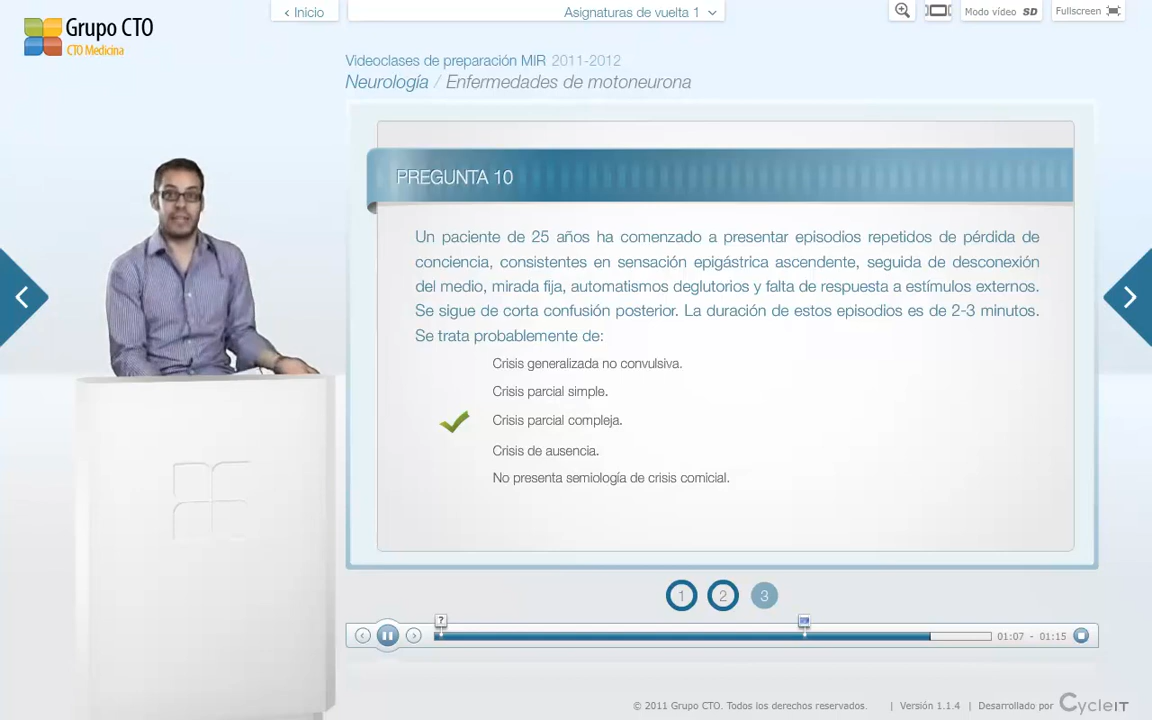 Grupo CTO
CTO Medicina
‹ Inicio
Asignaturas de vuelta 1
Modo vídeo SD
Fullscreen
Videoclases de preparación MIR 2011-2012
Neurología / Enfermedades de motoneurona
PREGUNTA 10
Un paciente de 25 años ha comenzado a presentar episodios repetidos de pérdida de
conciencia, consistentes en sensación epigástrica ascendente, seguida de desconexión
del medio, mirada fija, automatismos deglutorios y falta de respuesta a estímulos externos.
Se sigue de corta confusión posterior. La duración de estos episodios es de 2-3 minutos.
Se trata probablemente de:
Crisis generalizada no convulsiva.
Crisis parcial simple.
Crisis parcial compleja.
Crisis de ausencia.
No presenta semiología de crisis comicial.
1 2 3
?
01:07 - 01:15
© 2011 Grupo CTO. Todos los derechos reservados. | Versión 1.1.4 | Desarrollado por CycleIT